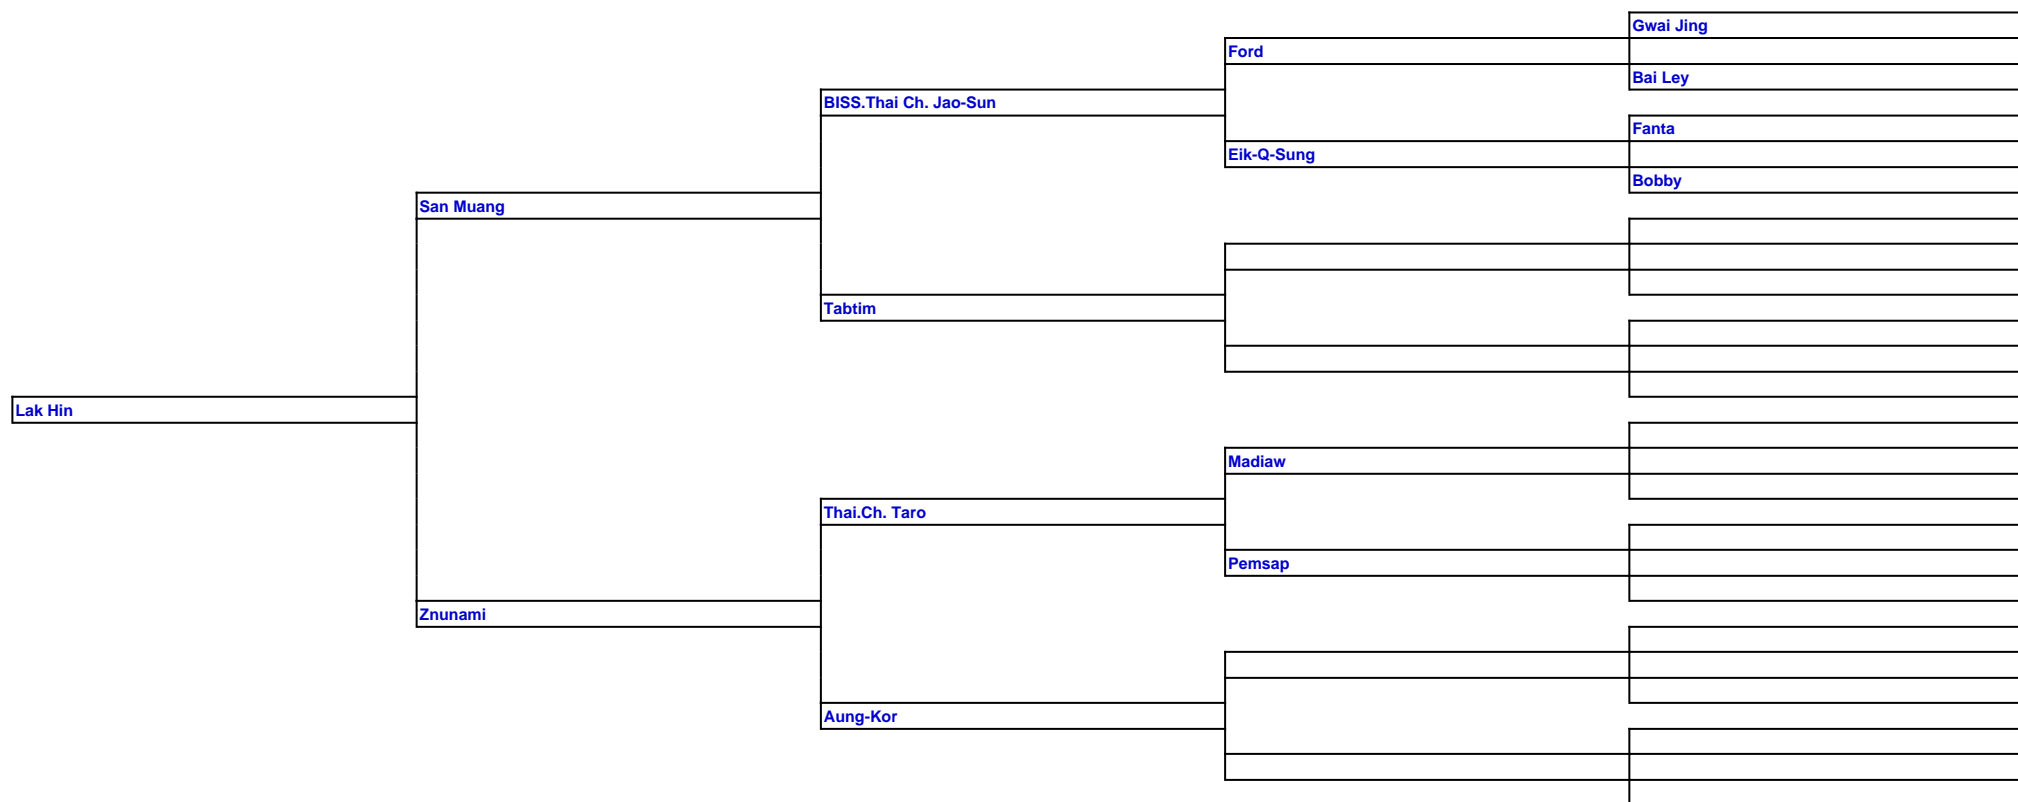 Gwai Jing
Ford
Bai Ley
BISS.Thai Ch. Jao-Sun
Fanta
Eik-Q-Sung
Bobby
San Muang
Tabtim
Lak Hin
Madiaw
Thai.Ch. Taro
Pemsap
Znunami
Aung-Kor